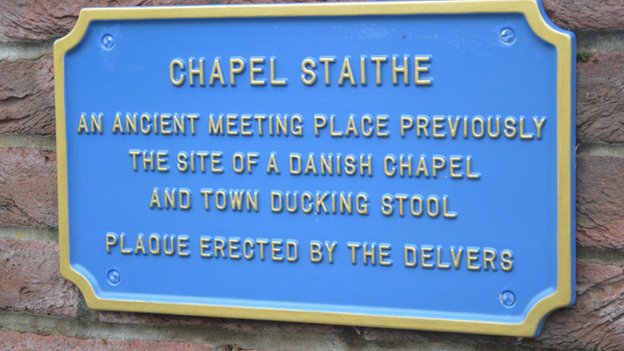 CHAPEL STAITHE
AN ANCIENT MEETING PLACE PREVIOUSLY
THE SITE OF A DANISH CHAPEL
AND TOWN DUCKING STOOL
PLAQUE ERECTED BY THE DELVERS